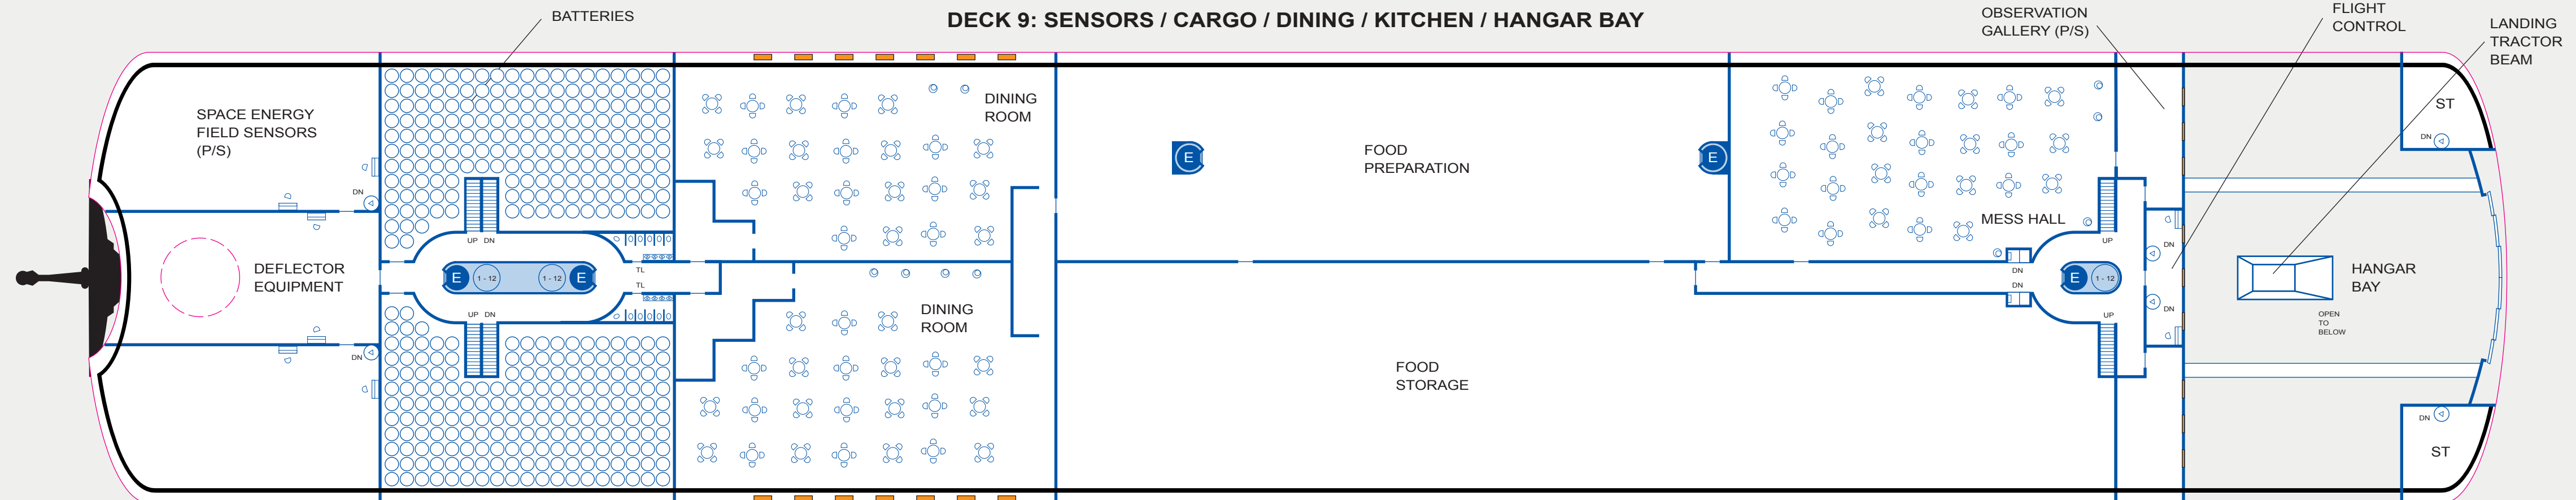 DECK 9: SENSORS / CARGO / DINING / KITCHEN / HANGAR BAY
BATTERIES
OBSERVATION
GALLERY (P/S)
FLIGHT
CONTROL
LANDING
TRACTOR
BEAM
SPACE ENERGY
FIELD SENSORS
(P/S)
DN
DEFLECTOR
EQUIPMENT
DN
UP DN
E
1 - 12
1 - 12
E
UP DN
TL
TL
DINING
ROOM
DINING
ROOM
E
FOOD
PREPARATION
E
FOOD
STORAGE
MESS HALL
UP
DN
DN
E
1 - 12
UP
DN
DN
HANGAR
BAY
OPEN
TO
BELOW
ST
DN
DN
ST